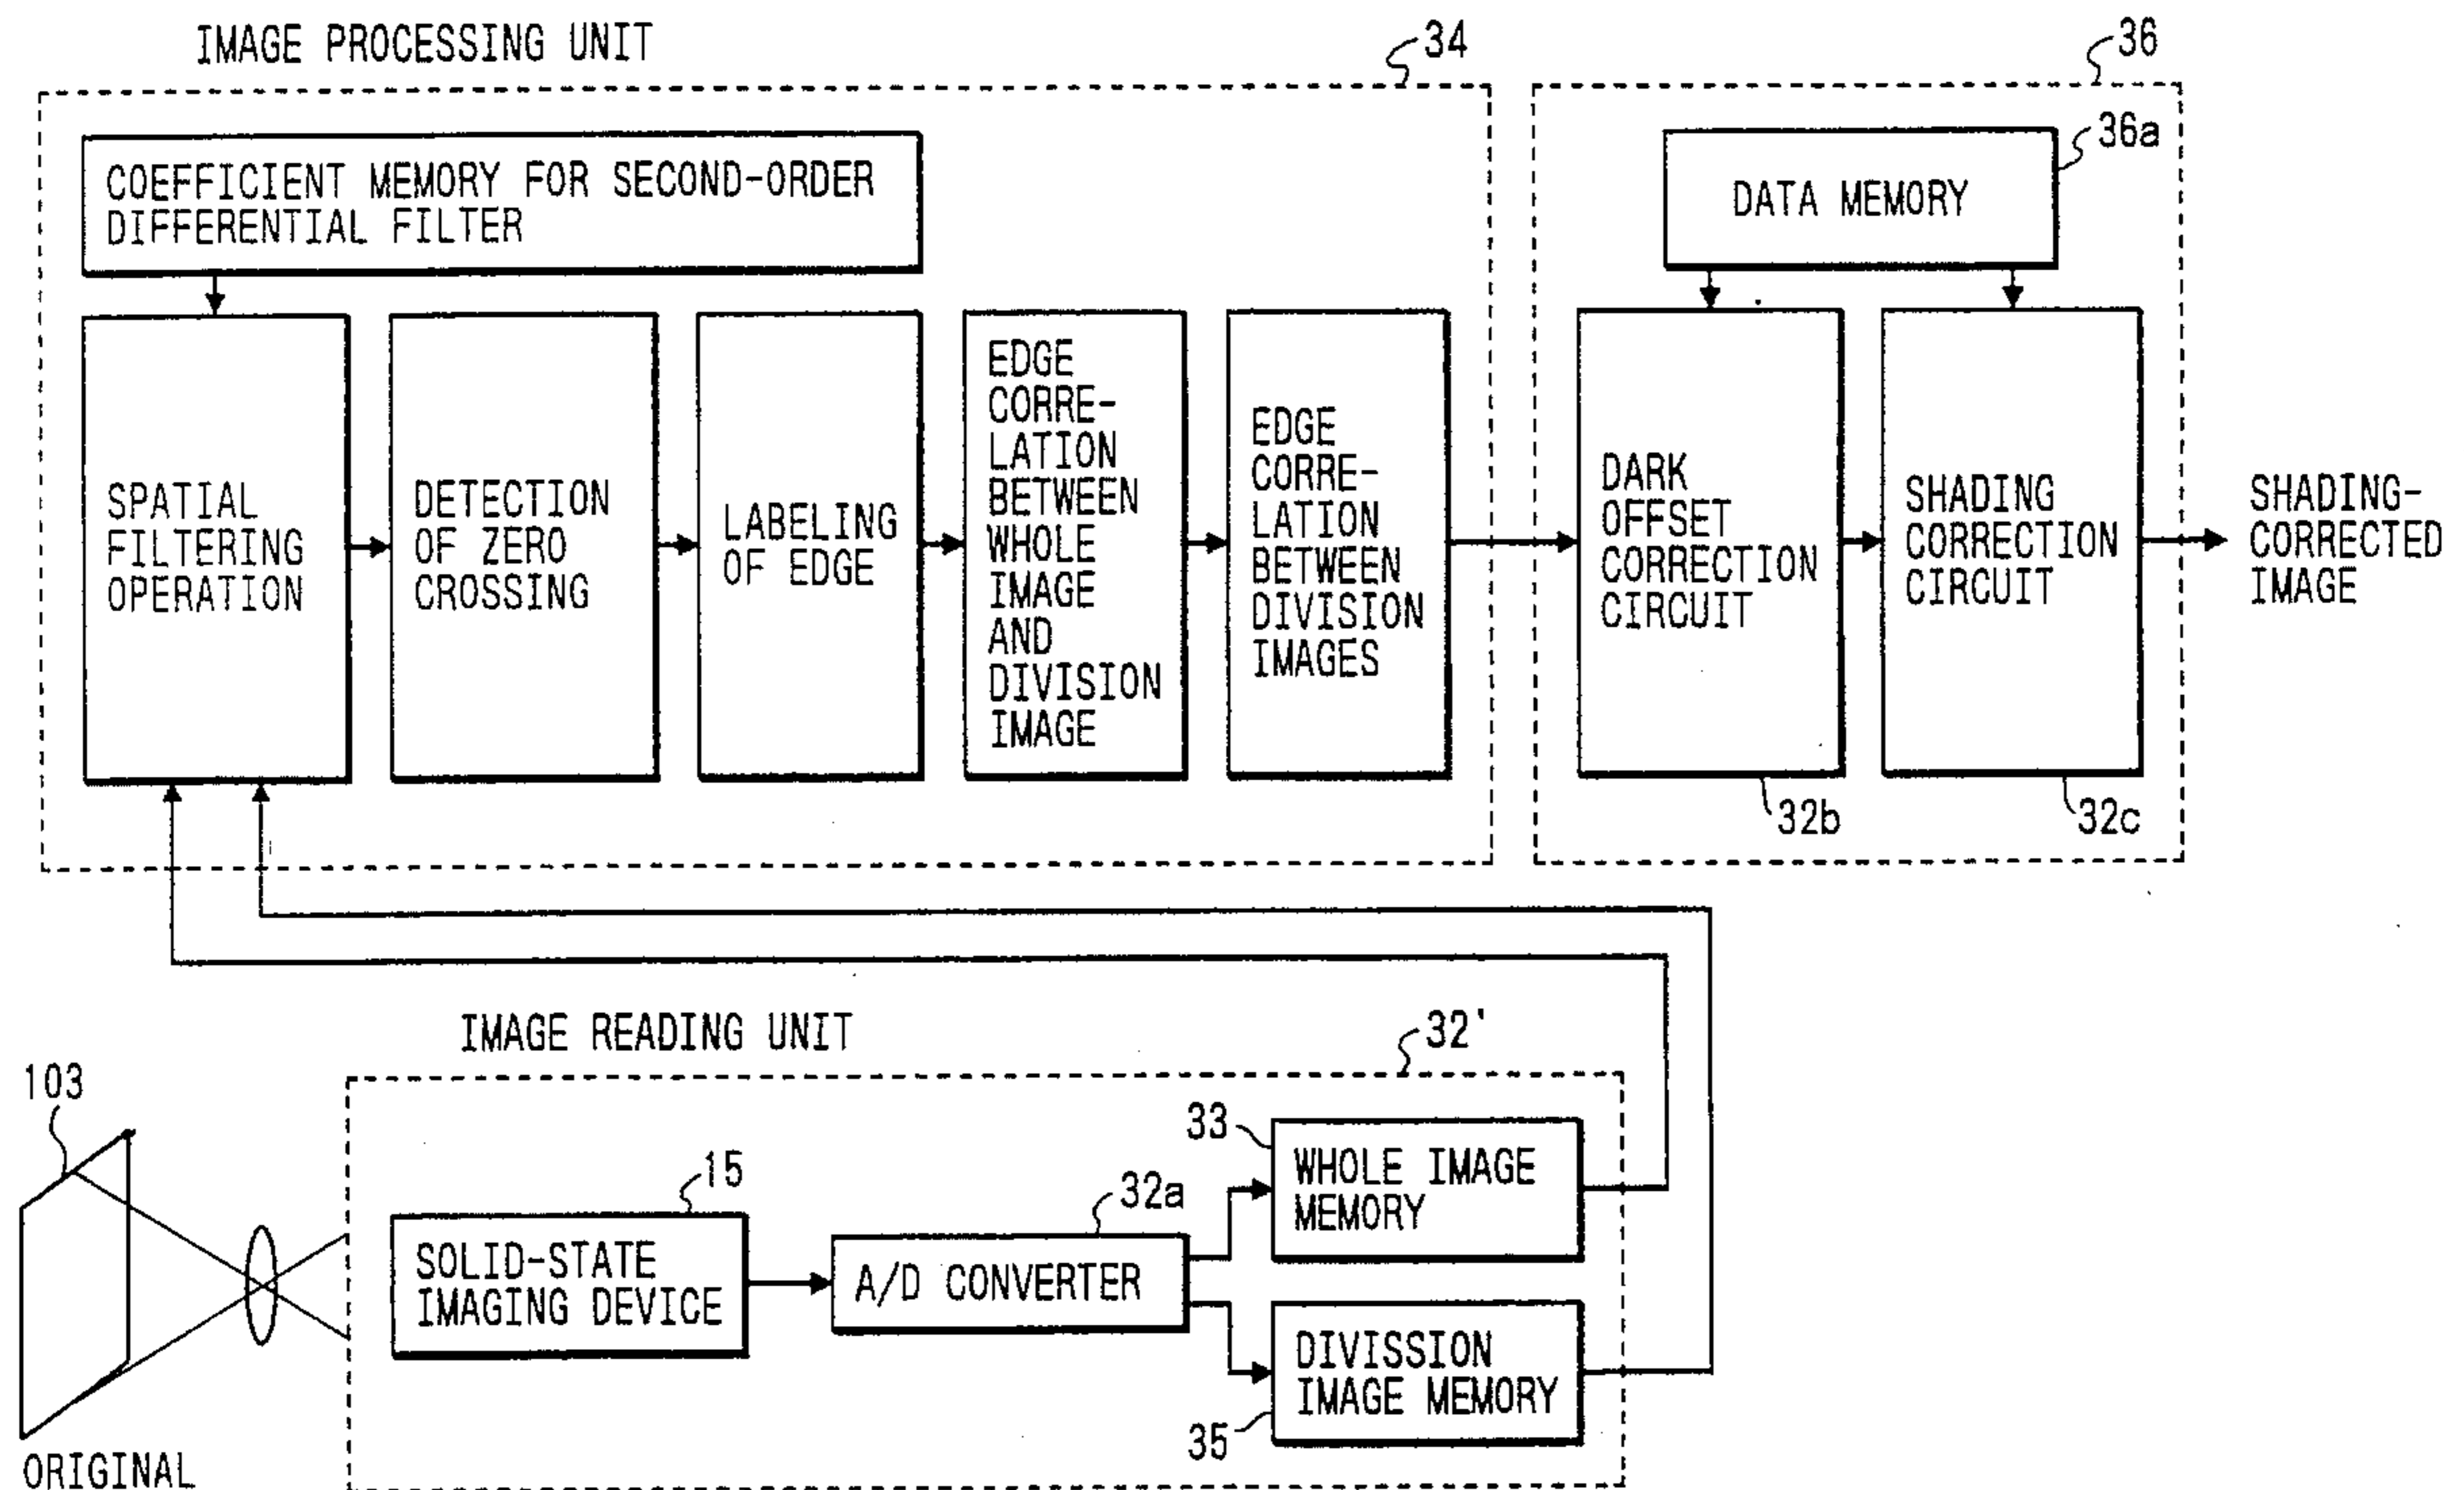 IMAGE PROCESSING UNIT
34
36
COEFFICIENT MEMORY FOR SECOND-ORDER
DIFFERENTIAL FILTER
36a
DATA MEMORY
SPATIAL
FILTERING
OPERATION
DETECTION
OF ZERO
CROSSING
LABELING
OF EDGE
EDGE
CORRE-
LATION
BETWEEN
WHOLE
IMAGE
AND
DIVISION
IMAGE
EDGE
CORRE-
LATION
BETWEEN
DIVISION
IMAGES
DARK
OFFSET
CORRECTION
CIRCUIT
SHADING
CORRECTION
CIRCUIT
SHADING-
CORRECTED
IMAGE
32b
32c
IMAGE READING UNIT
32'
103
ORIGINAL
15
SOLID-STATE
IMAGING DEVICE
32a
A/D CONVERTER
33
WHOLE IMAGE
MEMORY
DIVISSION
IMAGE MEMORY
35